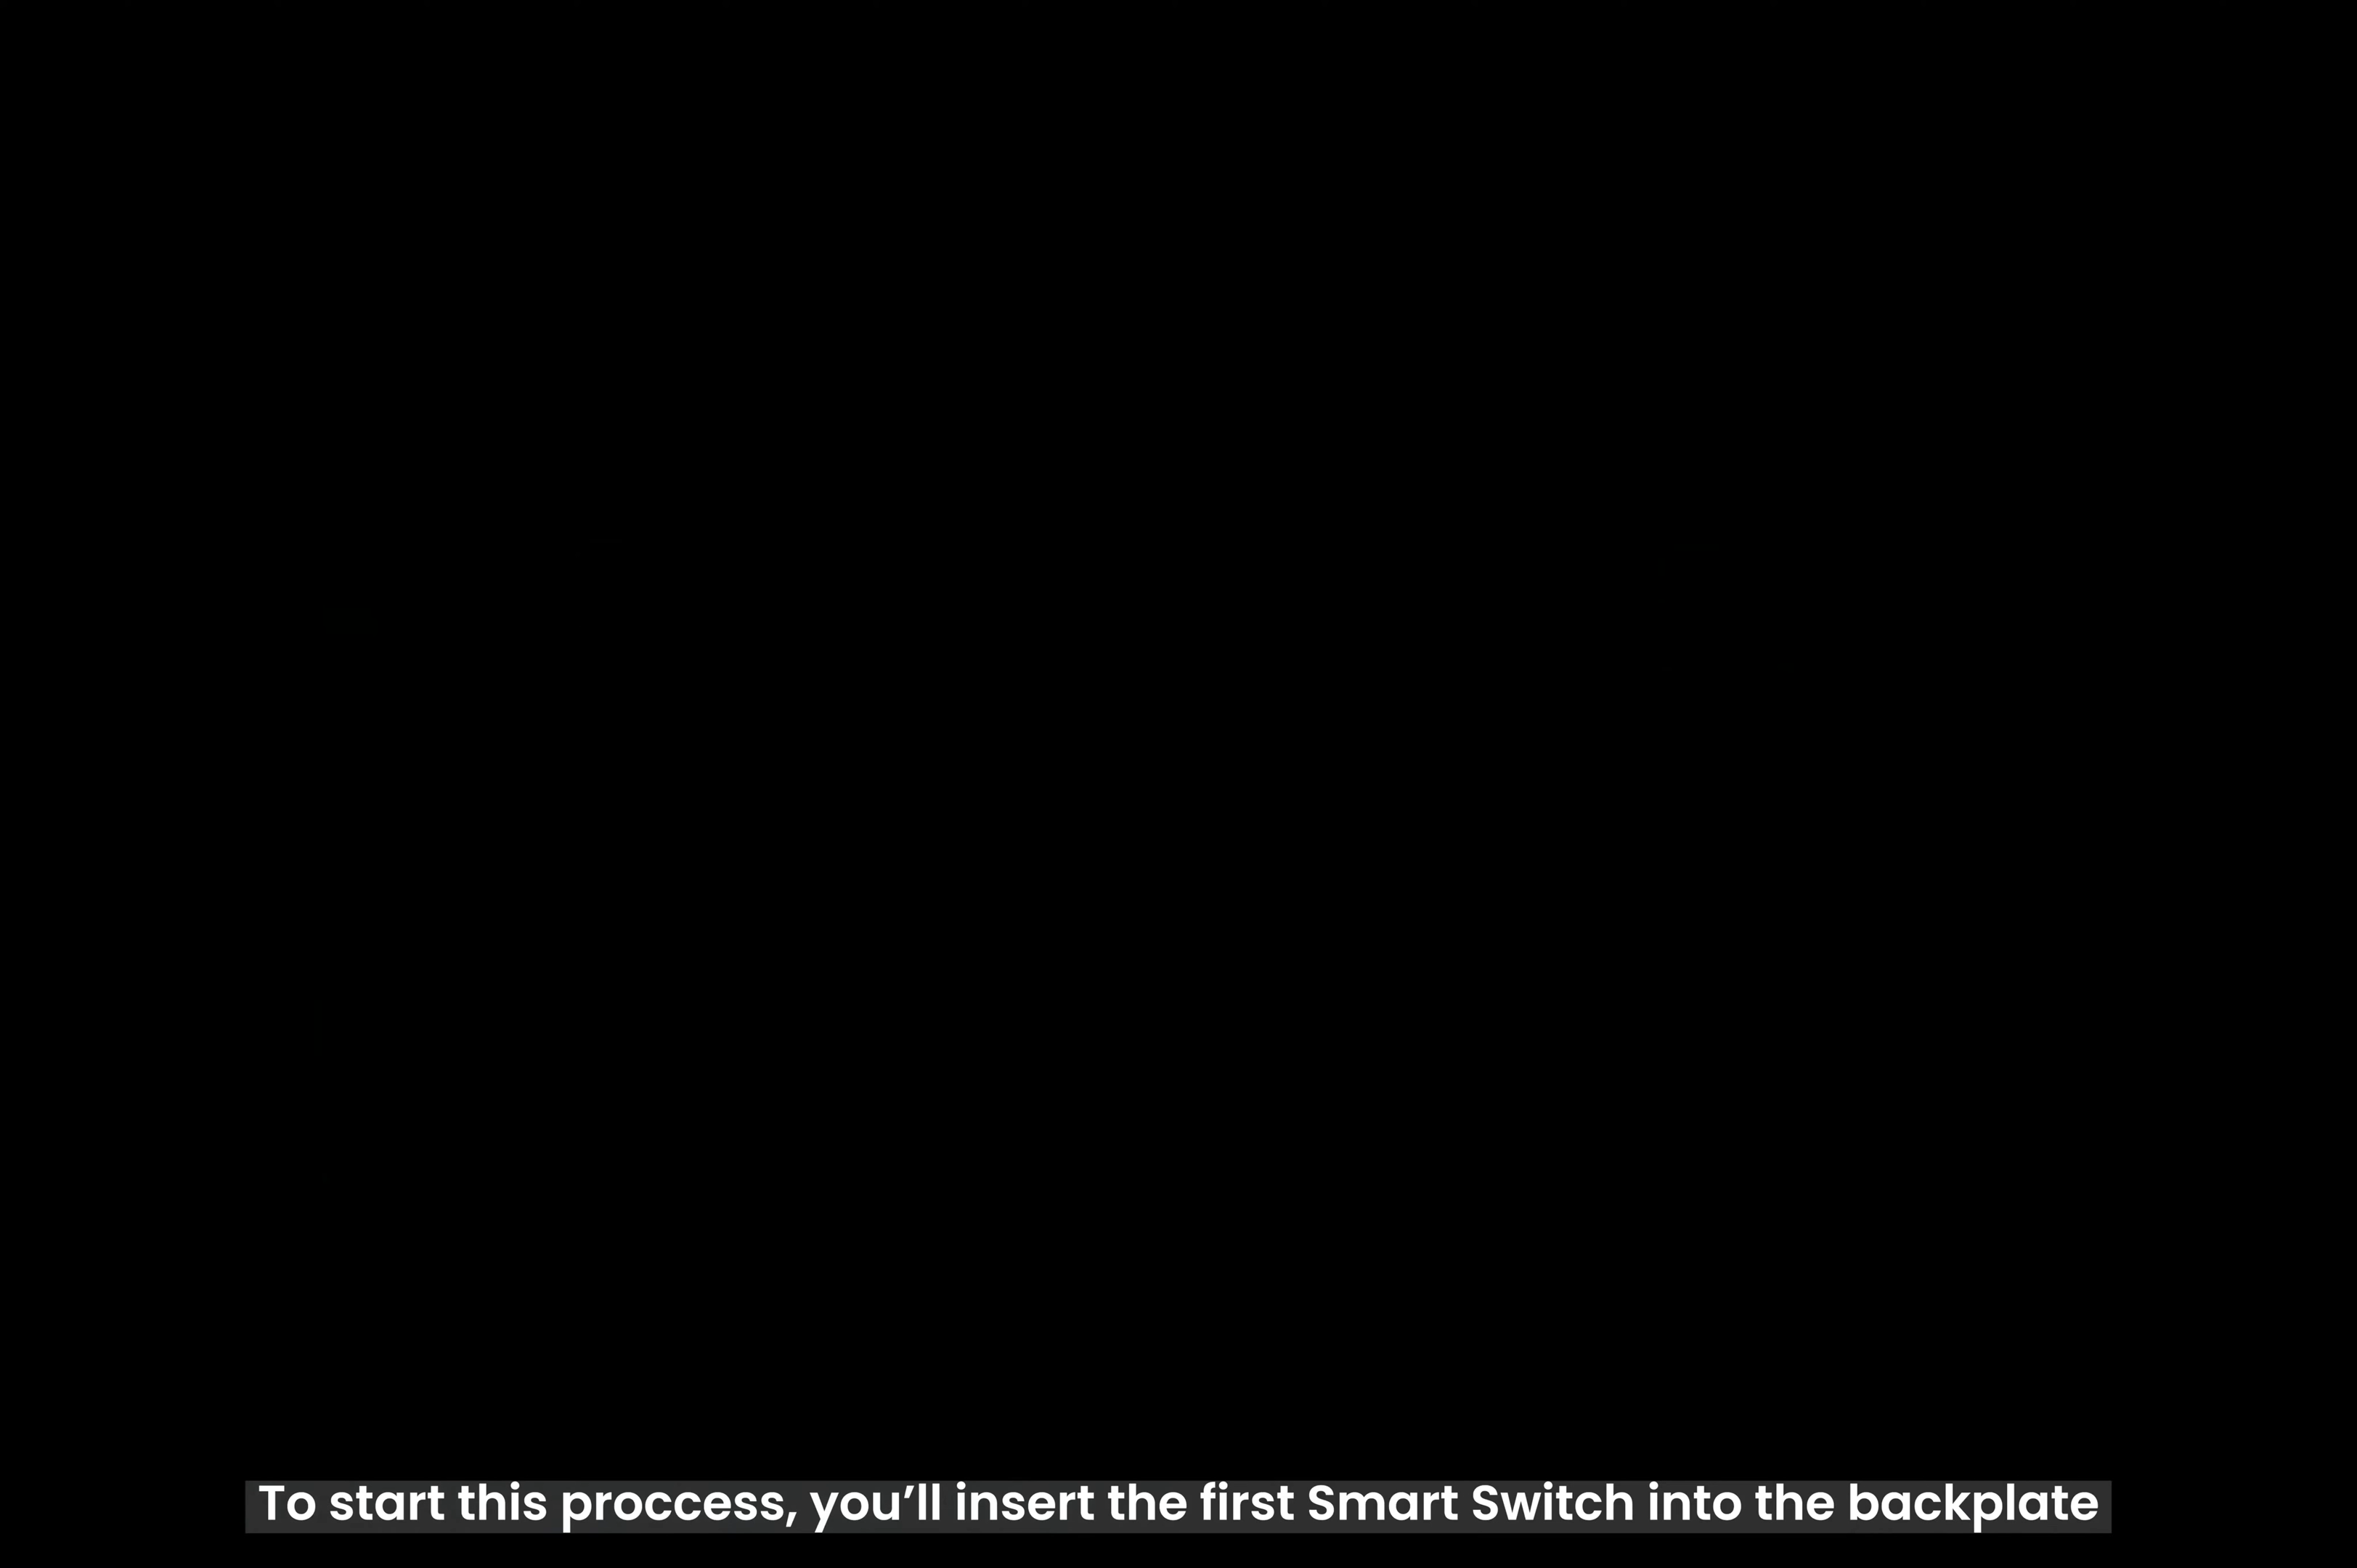 To start this proccess, you’ll insert the first Smart Switch into the backplate